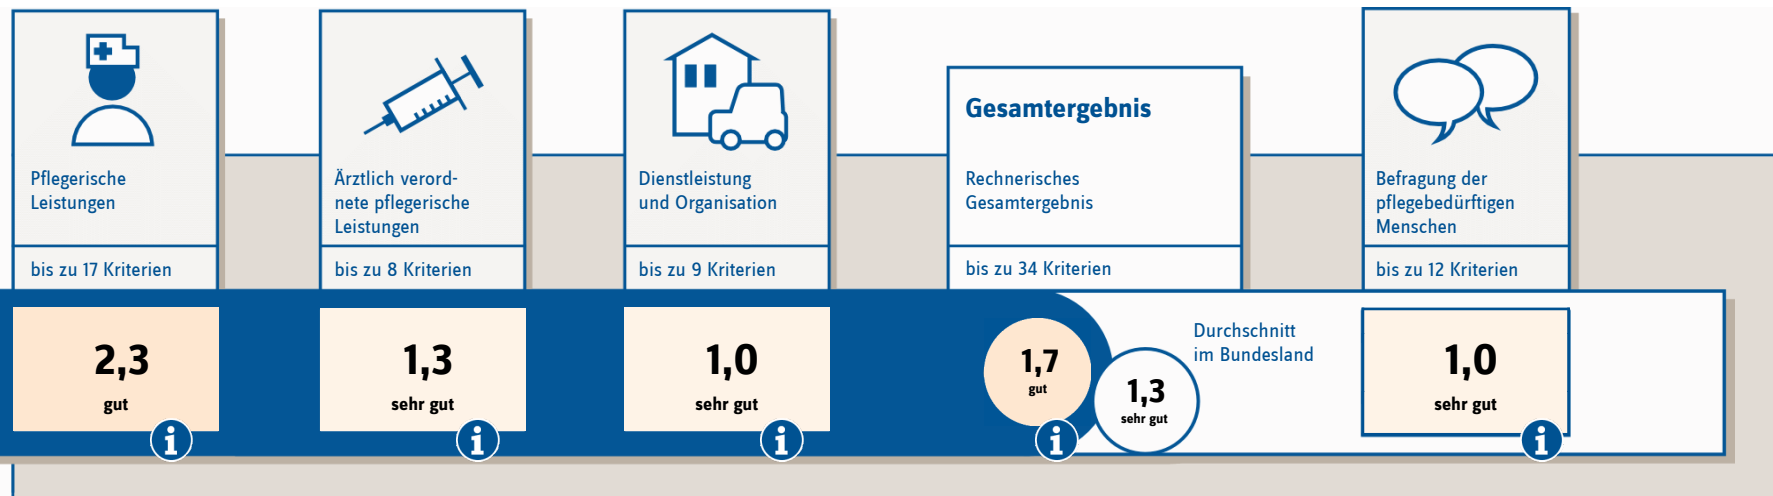 Pflegerische
Leistungen
bis zu 17 Kriterien
2,3
gut
i
Ärztlich verord-
nete pflegerische
Leistungen
bis zu 8 Kriterien
1,3
sehr gut
i
Dienstleistung
und Organisation
bis zu 9 Kriterien
1,0
sehr gut
i
Gesamtergebnis
Rechnerisches
Gesamtergebnis
bis zu 34 Kriterien
1,7
gut
i
Durchschnitt
im Bundesland
1,3
sehr gut
Befragung der
pflegebedürftigen
Menschen
bis zu 12 Kriterien
1,0
sehr gut
i